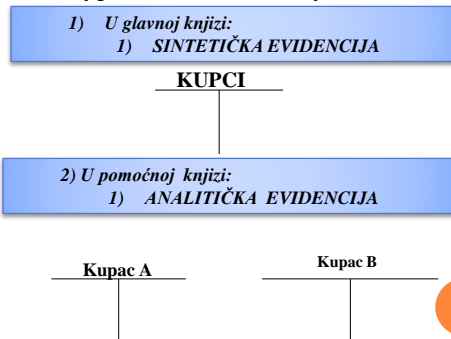 1) U glavnoj knjizi:
1) SINTETIČKA EVIDENCIJA
KUPCI
2) U pomoćnoj knjizi:
1) ANALITIČKA EVIDENCIJA
Kupac A
Kupac B